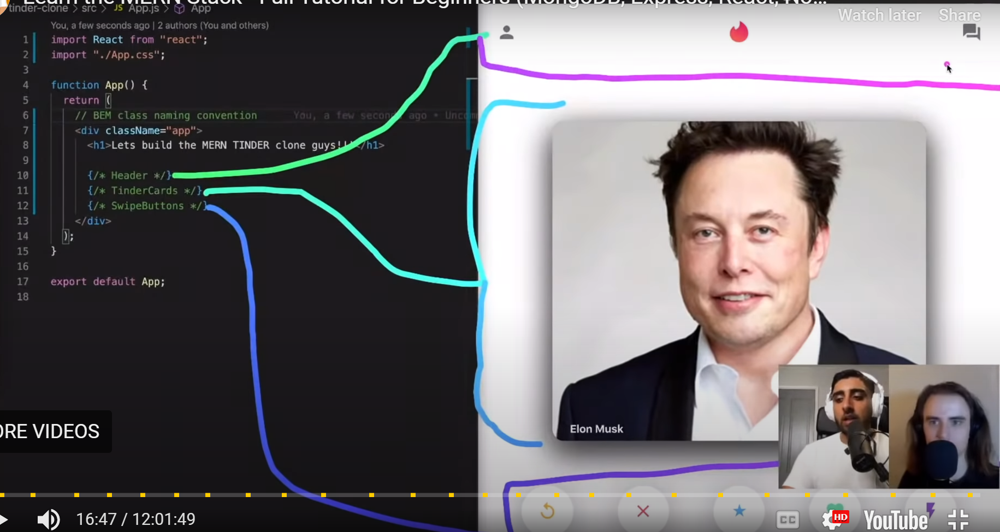 Learn the MERN Stack - Full Tutorial for Beginners (MongoDB, Express, React, No...
tinder-clone > src > JS App.js > App
Watch later Share
You, a few seconds ago | 2 authors (You and others)
1 import React from "react";
2 import "./App.css";
3
4 function App() {
5 return (
6 // BEM class naming convention You, a few seconds ago • Uncom
7 <div className="app">
8 <h1>Lets build the MERN TINDER clone guys!!!</h1>
9
10 {/* Header */}
11 {/* TinderCards */}
12 {/* SwipeButtons */}
13 </div>
14 );
15 }
16
17 export default App;
18
Elon Musk
ORE VIDEOS
16:47 / 12:01:49
CC HD YouTube